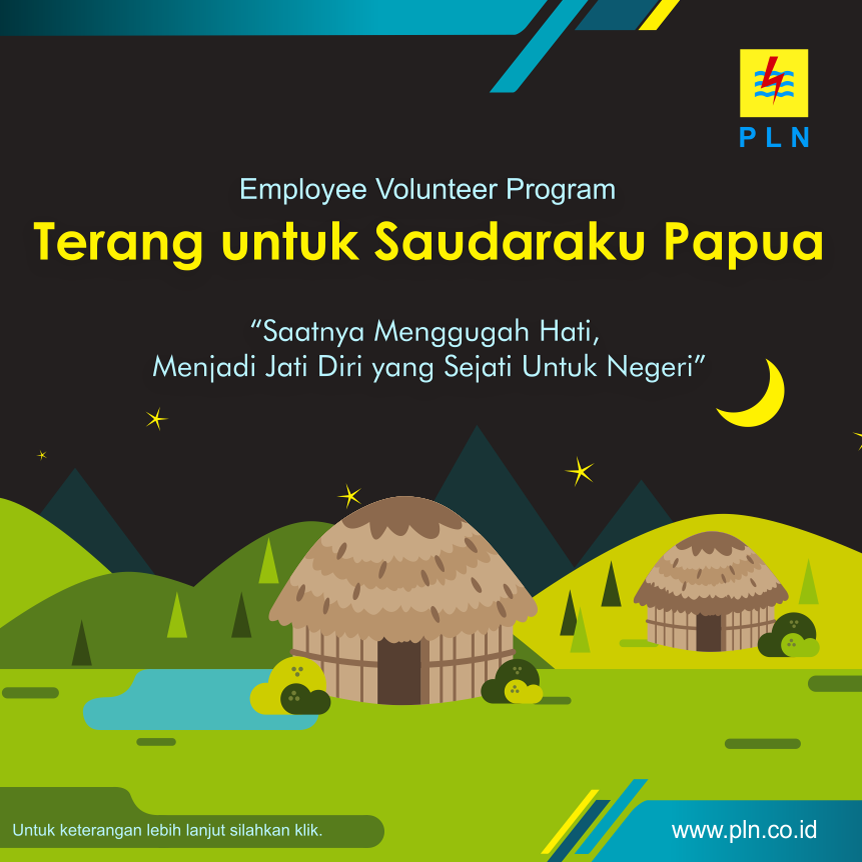 PLN
Employee Volunteer Program
Terang untuk Saudaraku Papua
“Saatnya Menggugah Hati,
Menjadi Jati Diri yang Sejati Untuk Negeri”
Untuk keterangan lebih lanjut silahkan klik.
www.pln.co.id